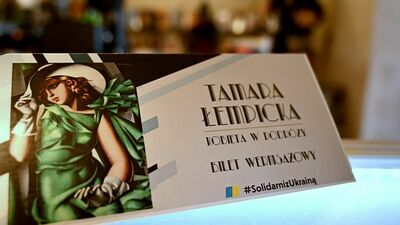 TAMARA
ŁEMPICKA
KOBIETA W PODRÓŻY
BILET WERNISAŻOWY
#SolidarnizUkrainą